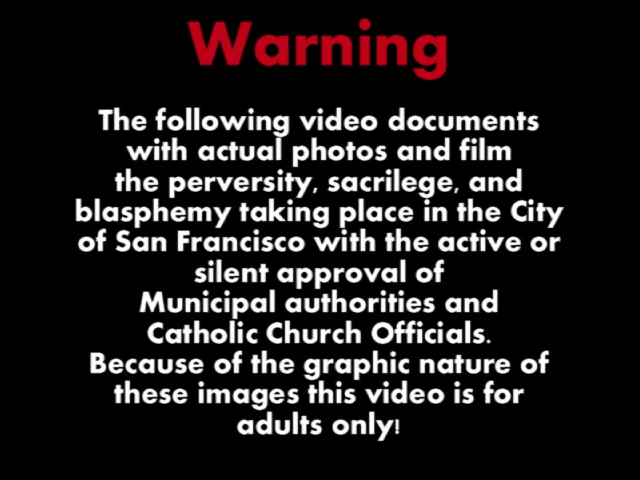 Warning
The following video documents
with actual photos and film
the perversity, sacrilege, and
blasphemy taking place in the City
of San Francisco with the active or
silent approval of
Municipal authorities and
Catholic Church Officials.
Because of the graphic nature of
these images this video is for
adults only!